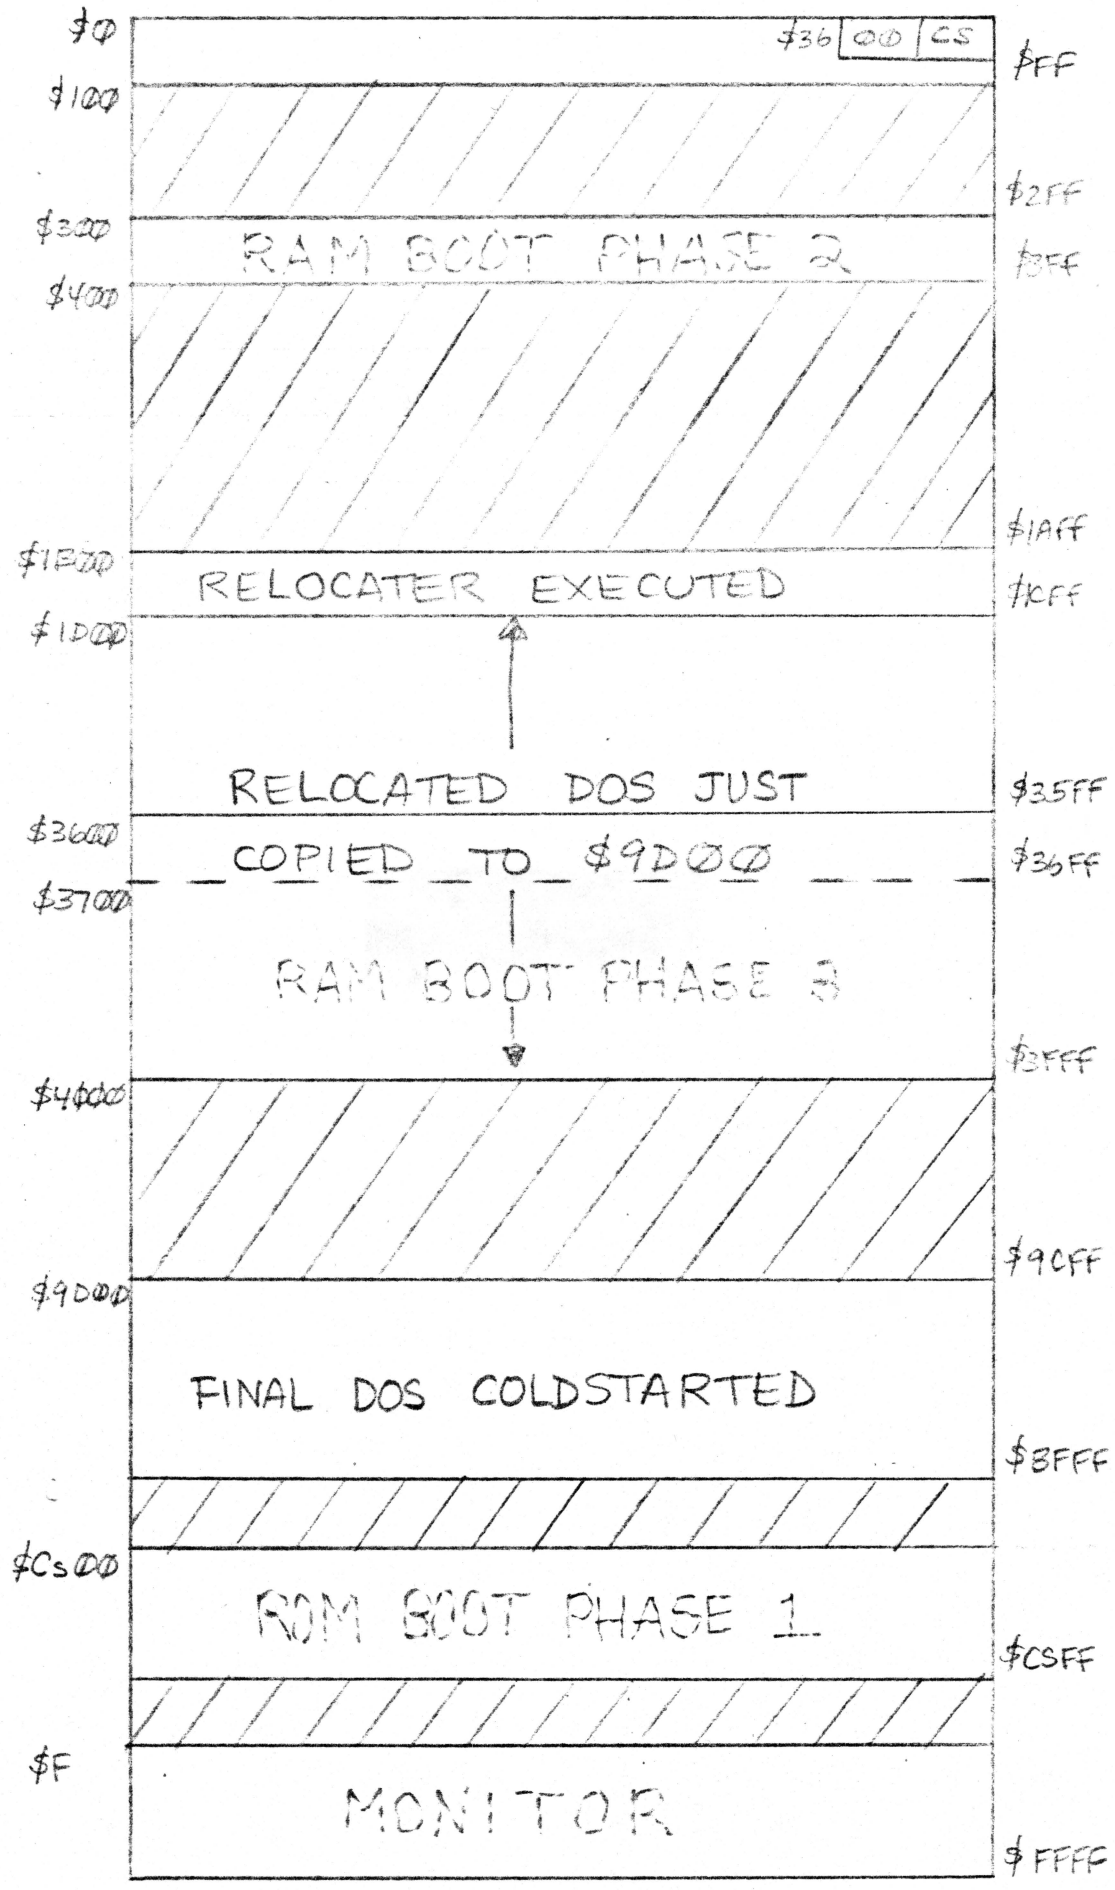 $0 $36 00 CS
$FF
$100
$2FF
$300
RAM BOOT PHASE 2 $3FF
$400
$1AFF
$1B00
RELOCATER EXECUTED $1CFF
$1D00
RELOCATED DOS JUST $35FF
$3600
COPIED TO $9D00 $36FF
$3700
RAM BOOT PHASE 3
$3FFF
$4000
$9CFF
$9D00
FINAL DOS COLDSTARTED
$BFFF
$Cs00
ROM BOOT PHASE 1
$CSFF
$F
MONITOR
$FFFF